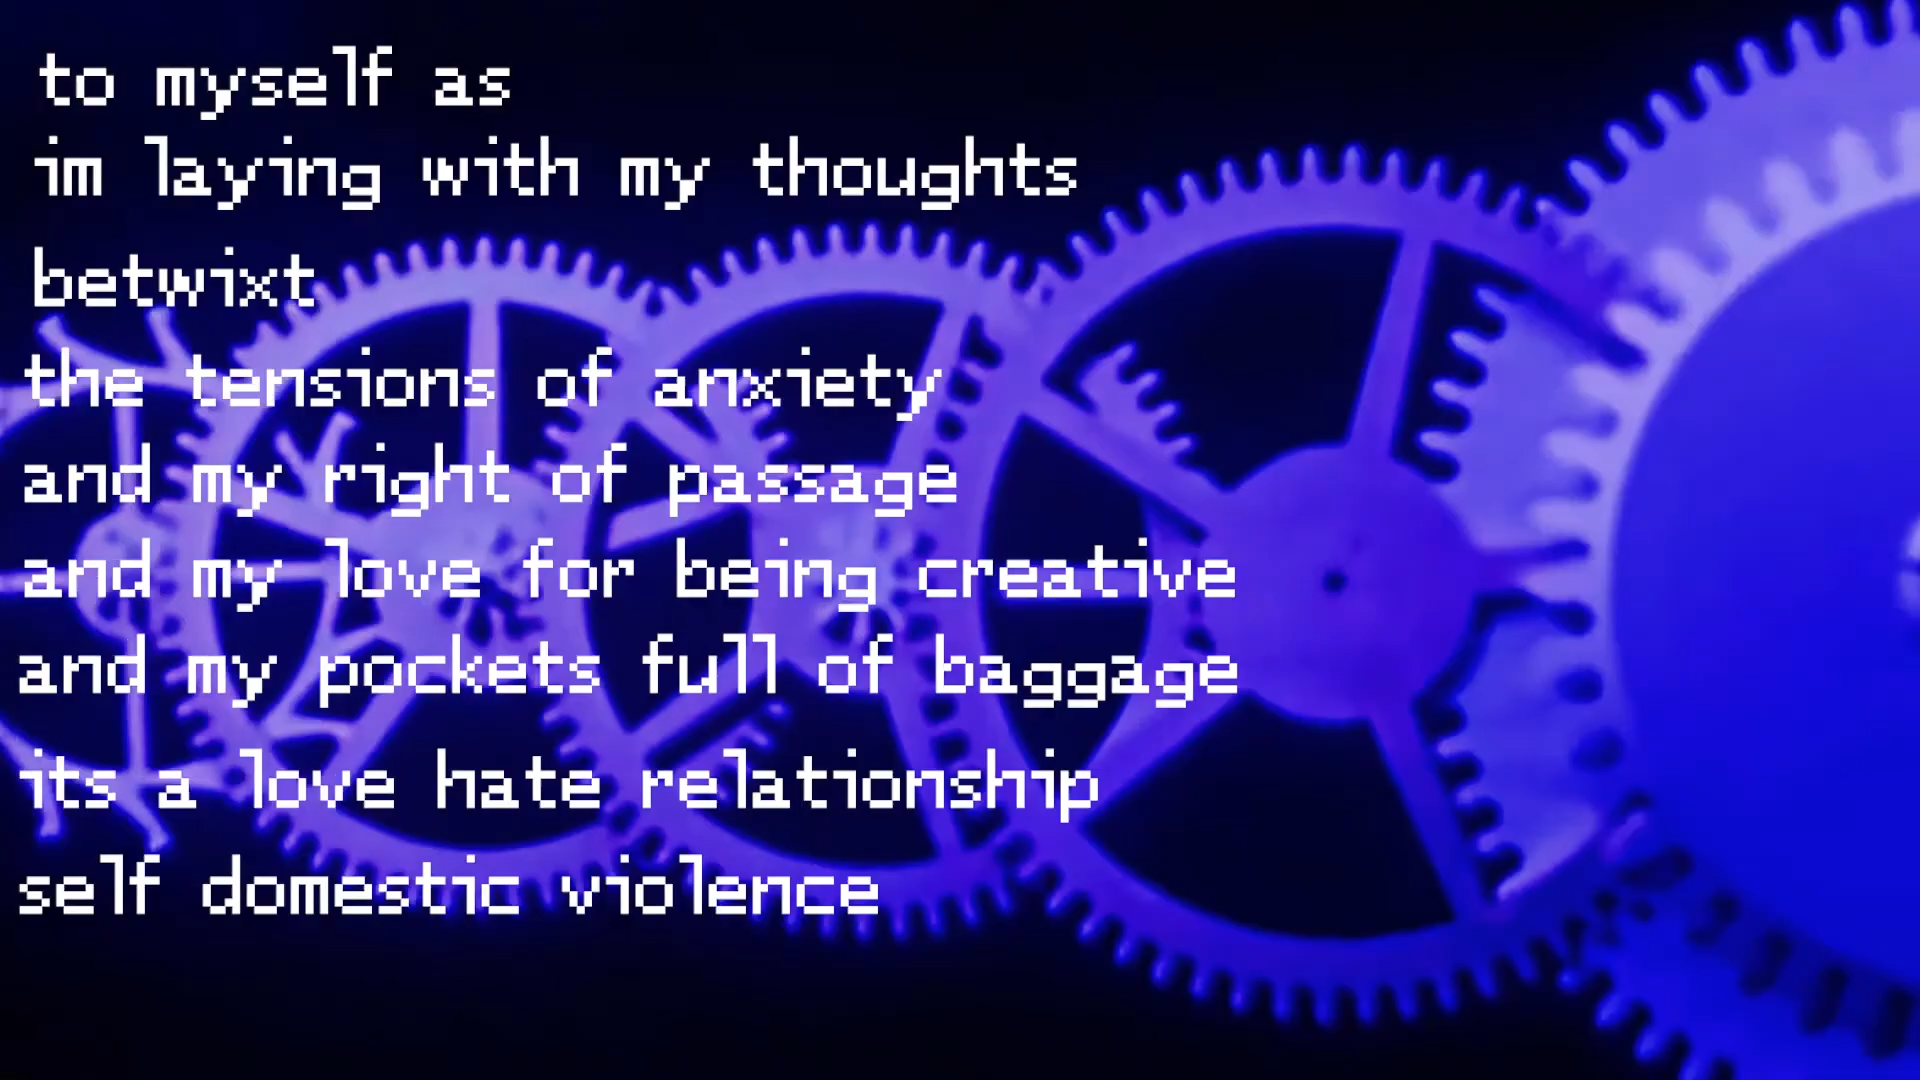 to myself as
im laying with my thoughts
betwixt
the tensions of anxiety
and my right of passage
and my love for being creative
and my pockets full of baggage
its a love hate relationship
self domestic violence